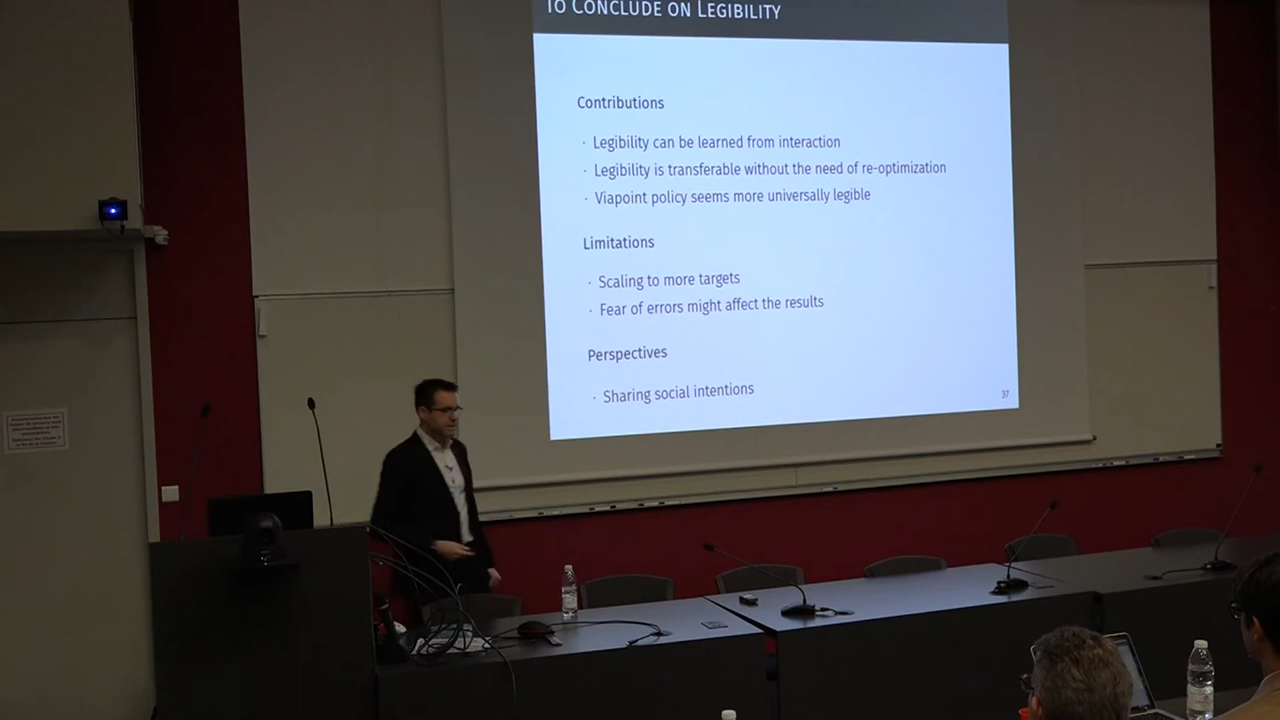 To Conclude on Legibility
Contributions
· Legibility can be learned from interaction
· Legibility is transferable without the need of re-optimization
· Viapoint policy seems more universally legible
Limitations
· Scaling to more targets
· Fear of errors might affect the results
Perspectives
· Sharing social intentions
37